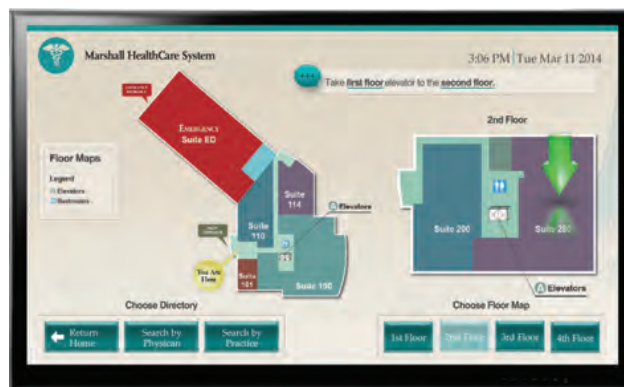 Marshall HealthCare System
3:06 PM Tue Mar 11 2014
Take first floor elevator to the second floor.
2nd Floor
EMERGENCY
Suite ED
Floor Maps
Legend
Elevators
Restrooms
Suite
114
A Elevators
Suite
110
You Are
Here
Suite
101
Suite 190
Suite 200
A Elevators
Choose Directory
Choose Floor Map
Return
Home
Search by
Physican
Search by
Practice
1st Floor
2nd Floor
3rd Floor
4th Floor